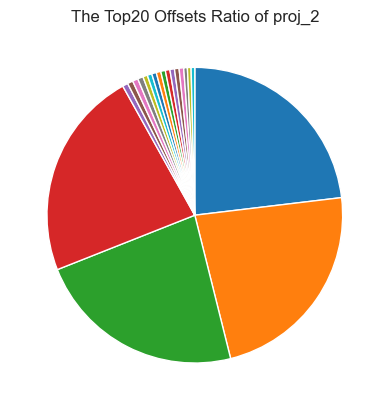 The Top20 Offsets Ratio of proj_2